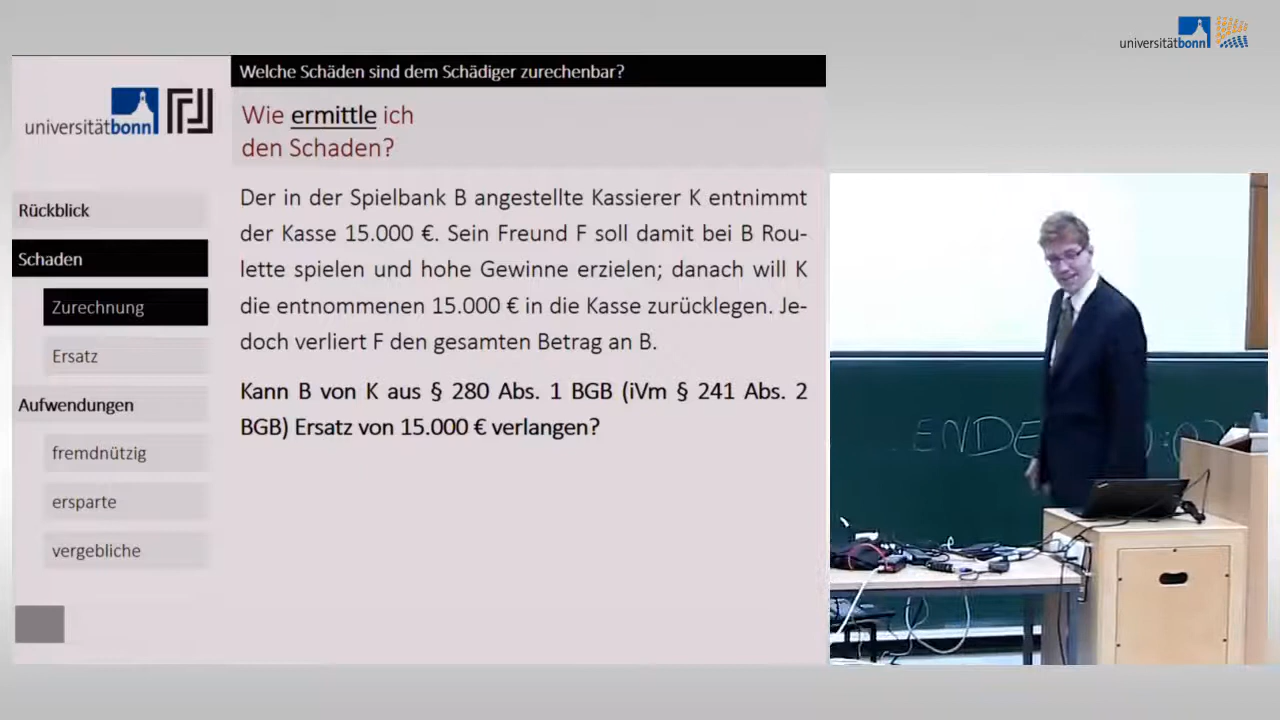 universitätbonn
Welche Schäden sind dem Schädiger zurechenbar?
universitätbonn
Wie ermittle ich
den Schaden?
Rückblick
Schaden
Zurechnung
Ersatz
Aufwendungen
fremdnützig
ersparte
vergebliche
Der in der Spielbank B angestellte Kassierer K entnimmt
der Kasse 15.000 €. Sein Freund F soll damit bei B Rou-
lette spielen und hohe Gewinne erzielen; danach will K
die entnommenen 15.000 € in die Kasse zurücklegen. Je-
doch verliert F den gesamten Betrag an B.
Kann B von K aus § 280 Abs. 1 BGB (iVm § 241 Abs. 2
BGB) Ersatz von 15.000 € verlangen?
ENDE